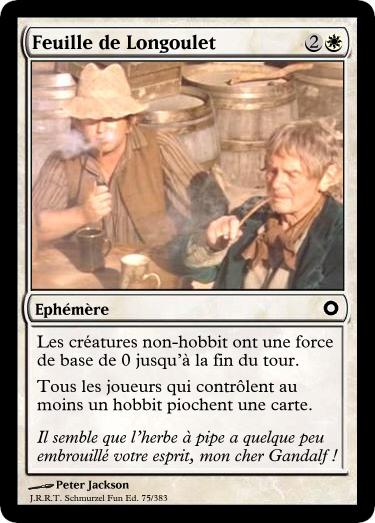 Feuille de Longoulet 2
Ephémère
Les créatures non-hobbit ont une force
de base de 0 jusqu'à la fin du tour.
Tous les joueurs qui contrôlent au
moins un hobbit piochent une carte.
Il semble que l'herbe à pipe a quelque peu
embrouillé votre esprit, mon cher Gandalf !
Peter Jackson
J.R.R.T. Schmurzel Fun Ed. 75/383